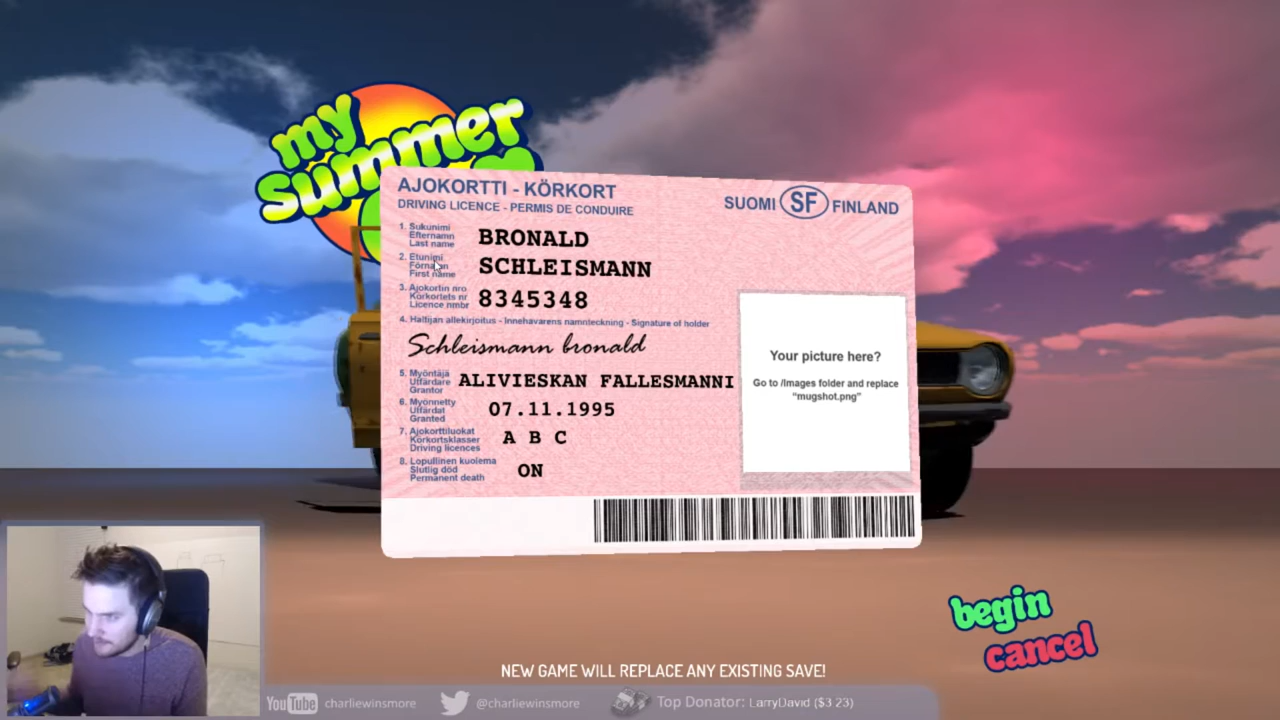 my
summer
AJOKORTTI - KÖRKORT
DRIVING LICENCE - PERMIS DE CONDUIRE
SUOMI SF FINLAND
1. Sukunimi
Efternamn
Last name
BRONALD
2. Etunimi
Förnamn
First name
SCHLEISMANN
3. Ajokortin nro.
Körkortets nr
Licence nmbr
8345348
4. Haltijan allekirjoitus - Innehavarens namnteckning - Signature of holder
Schleismann bronald
5. Myöntäjä
Utfärdare
Grantor
ALIVIESKAN FALLESMANNI
6. Myönnetty
Utfärdat
Granted
07.11.1995
7. Ajokorttiluokat
Körkortsklasser
Driving licences
A B C
8. Lopullinen kuolema
Slutlig död
Permanent death
ON
Your picture here?
Go to /Images folder and replace
"mugshot.png"
begin
cancel
NEW GAME WILL REPLACE ANY EXISTING SAVE!
YouTube charliewinsmore @charliewinsmore Top Donator: LarryDavid ($3.23)